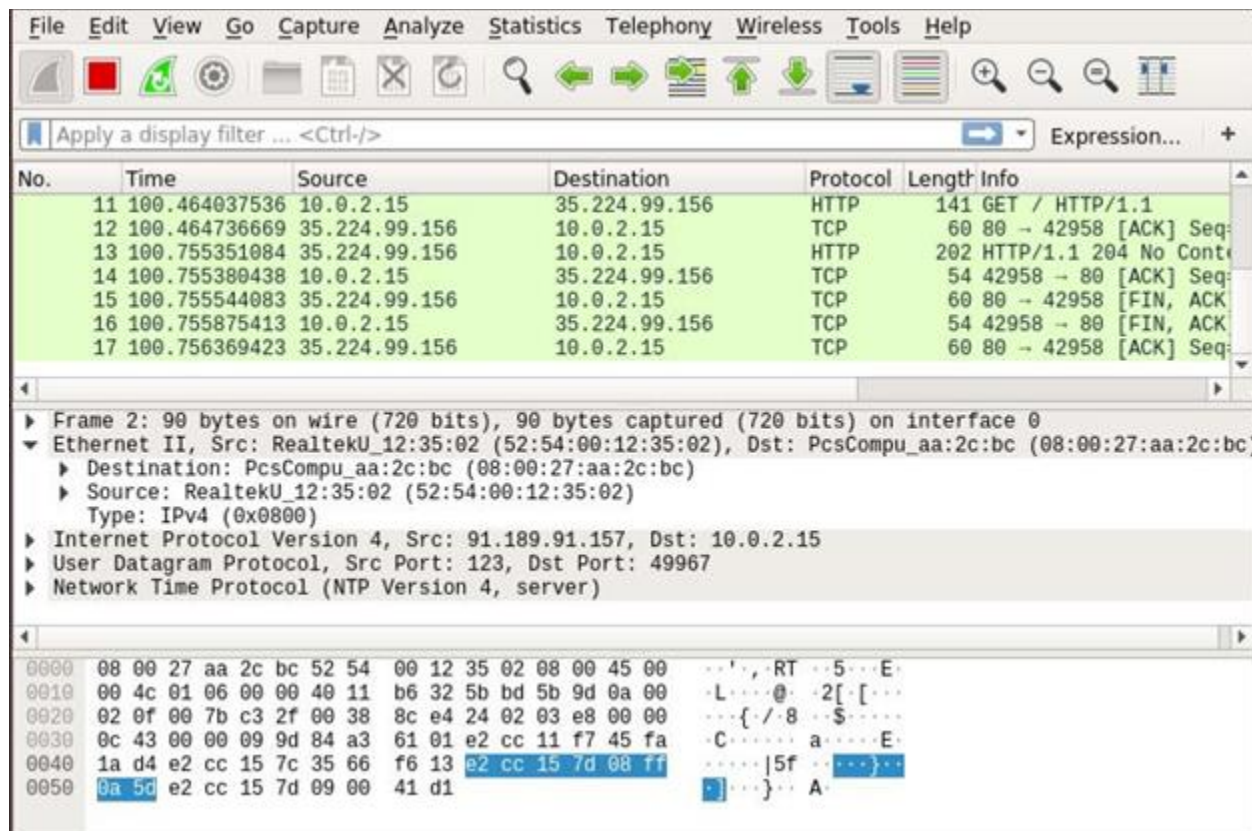 File Edit View Go Capture Analyze Statistics Telephony Wireless Tools Help
Apply a display filter ... <Ctrl-/> Expression... +
No. Time Source Destination Protocol Length Info
11 100.464037536 10.0.2.15 35.224.99.156 HTTP 141 GET / HTTP/1.1
12 100.464736669 35.224.99.156 10.0.2.15 TCP 60 80 → 42958 [ACK] Seq=
13 100.755351084 35.224.99.156 10.0.2.15 HTTP 202 HTTP/1.1 204 No Conte
14 100.755380438 10.0.2.15 35.224.99.156 TCP 54 42958 → 80 [ACK] Seq=
15 100.755544083 35.224.99.156 10.0.2.15 TCP 60 80 → 42958 [FIN, ACK
16 100.755875413 10.0.2.15 35.224.99.156 TCP 54 42958 → 80 [FIN, ACK
17 100.756369423 35.224.99.156 10.0.2.15 TCP 60 80 → 42958 [ACK] Seq=
Frame 2: 90 bytes on wire (720 bits), 90 bytes captured (720 bits) on interface 0
Ethernet II, Src: RealtekU_12:35:02 (52:54:00:12:35:02), Dst: PcsCompu_aa:2c:bc (08:00:27:aa:2c:bc)
Destination: PcsCompu_aa:2c:bc (08:00:27:aa:2c:bc)
Source: RealtekU_12:35:02 (52:54:00:12:35:02)
Type: IPv4 (0x0800)
Internet Protocol Version 4, Src: 91.189.91.157, Dst: 10.0.2.15
User Datagram Protocol, Src Port: 123, Dst Port: 49967
Network Time Protocol (NTP Version 4, server)
0000 08 00 27 aa 2c bc 52 54 00 12 35 02 08 00 45 00 ··'·,·RT ··5···E·
0010 00 4c 01 06 00 00 40 11 b6 32 5b bd 5b 9d 0a 00 ·L····@· ·2[·[···
0020 02 0f 00 7b c3 2f 00 38 8c e4 24 02 03 e8 00 00 ···{·/·8 ··$·····
0030 0c 43 00 00 09 9d 84 a3 61 01 e2 cc 11 f7 45 fa ·C······ a·····E·
0040 1a d4 e2 cc 15 7c 35 66 f6 13 e2 cc 15 7d 08 ff ·····|5f ·····}··
0050 0a 5d e2 cc 15 7d 09 00 41 d1 ·]···}·· A·